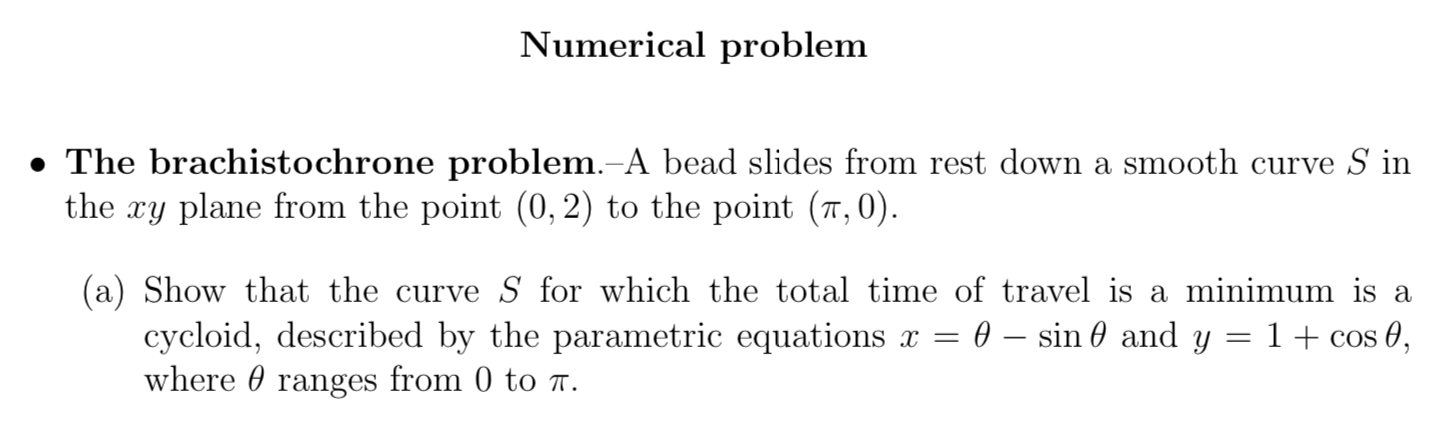 Numerical problem
• The brachistochrone problem.–A bead slides from rest down a smooth curve S in
the xy plane from the point (0, 2) to the point (π, 0).
(a) Show that the curve S for which the total time of travel is a minimum is a
cycloid, described by the parametric equations x = θ − sin θ and y = 1 + cos θ,
where θ ranges from 0 to π.